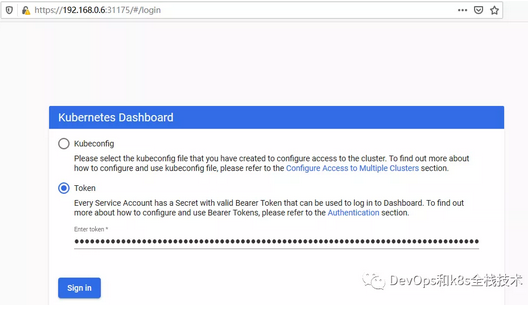 https://192.168.0.6:31175/#/login
Kubernetes Dashboard
Kubeconfig
Please select the kubeconfig file that you have created to configure access to the cluster. To find out more about
how to configure and use kubeconfig file, please refer to the Configure Access to Multiple Clusters section.
Token
Every Service Account has a Secret with valid Bearer Token that can be used to log in to Dashboard. To find out
more about how to configure and use Bearer Tokens, please refer to the Authentication section.
Enter token *
Sign in
DevOps和k8s全栈技术